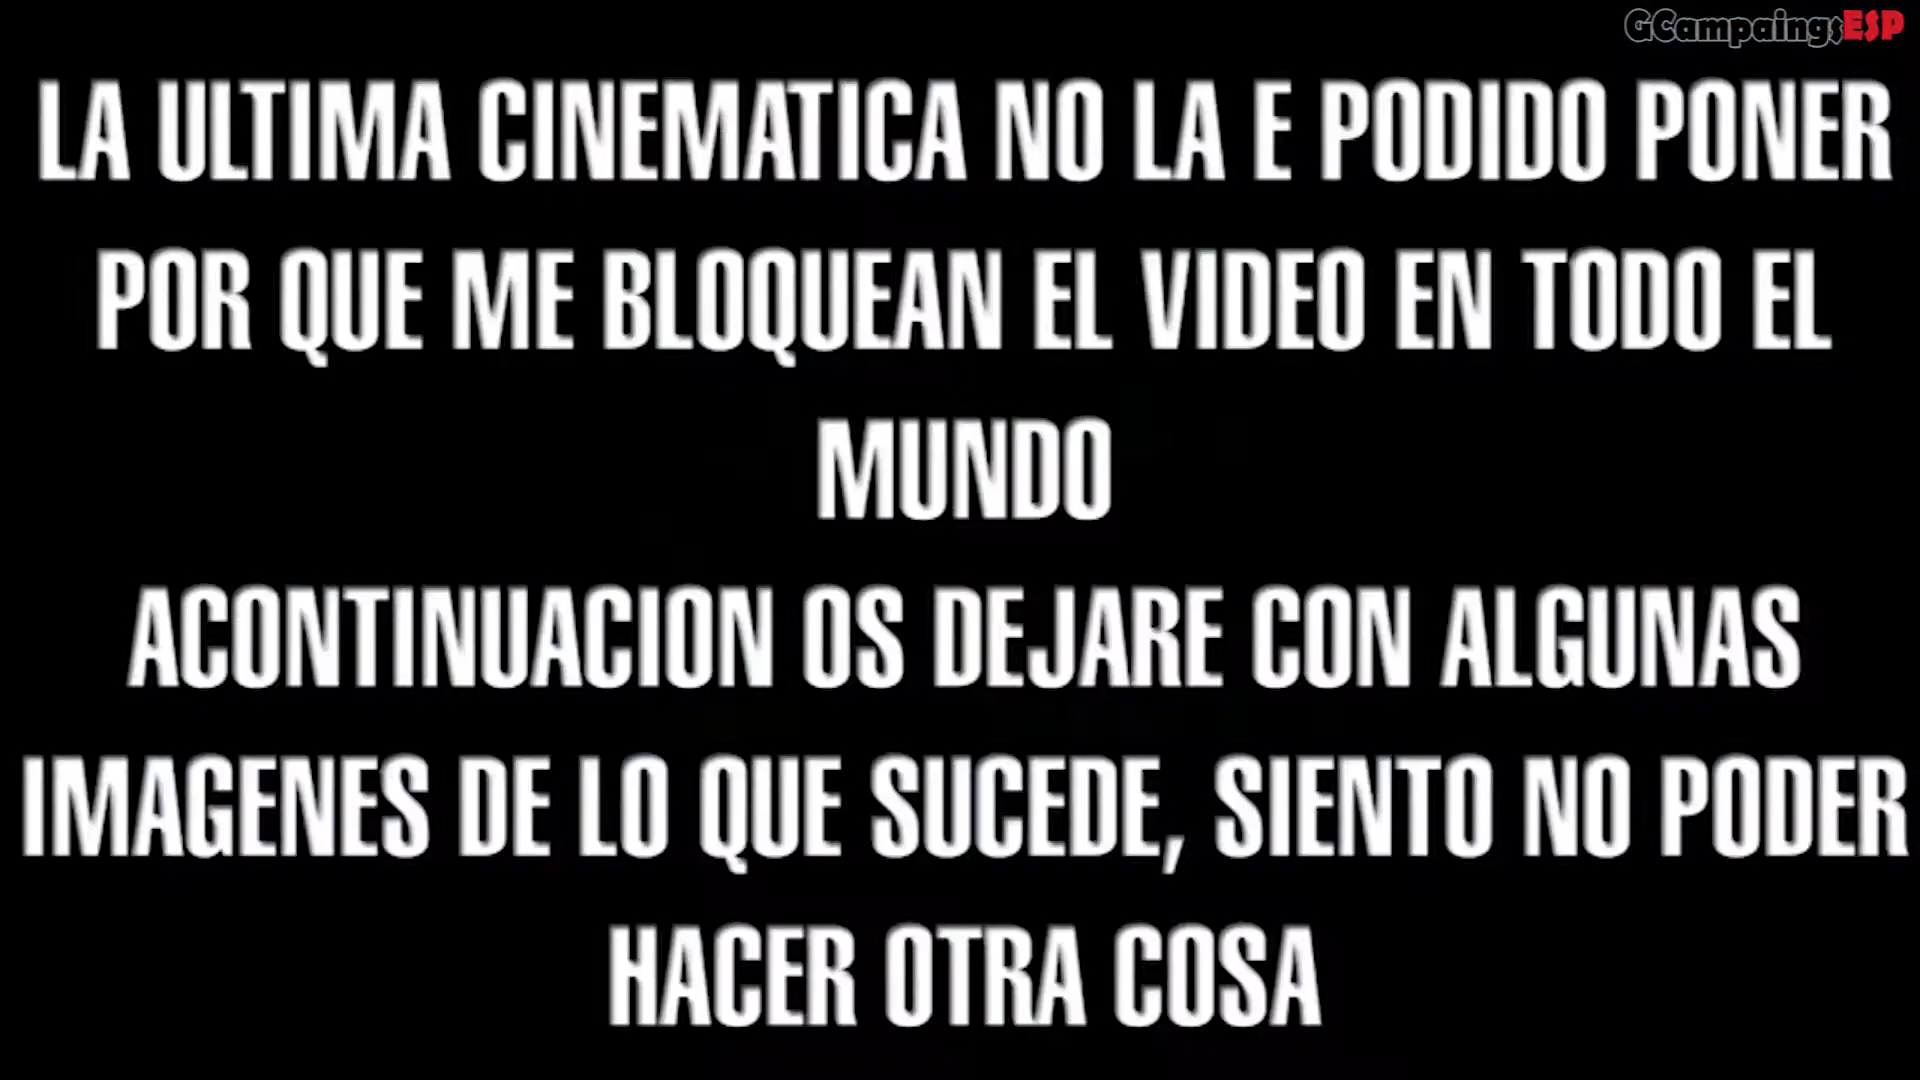 GCampaingsESP
LA ULTIMA CINEMATICA NO LA E PODIDO PONER
POR QUE ME BLOQUEAN EL VIDEO EN TODO EL
MUNDO
ACONTINUACION OS DEJARE CON ALGUNAS
IMAGENES DE LO QUE SUCEDE, SIENTO NO PODER
HACER OTRA COSA